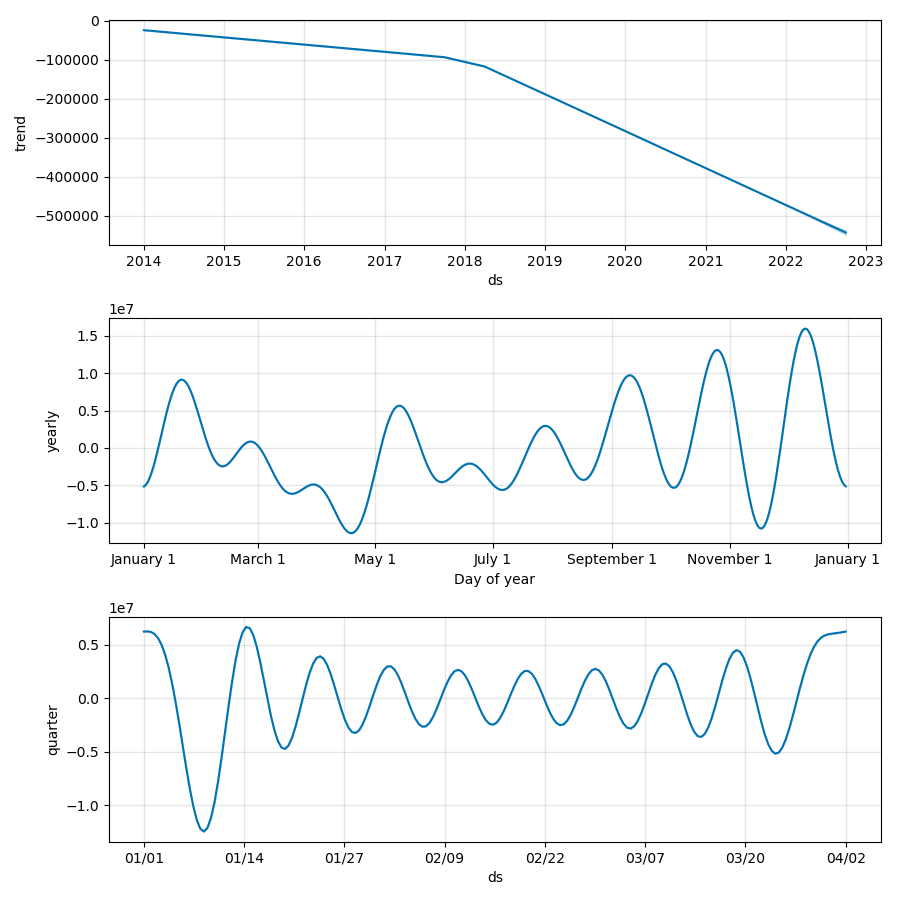 0
−100000
−200000
−300000
−400000
−500000
trend
2014 2015 2016 2017 2018 2019 2020 2021 2022 2023
ds
1e7
1.5
1.0
0.5
0.0
−0.5
−1.0
yearly
January 1 March 1 May 1 July 1 September 1 November 1 January 1
Day of year
1e7
0.5
0.0
−0.5
−1.0
quarter
01/01 01/14 01/27 02/09 02/22 03/07 03/20 04/02
ds